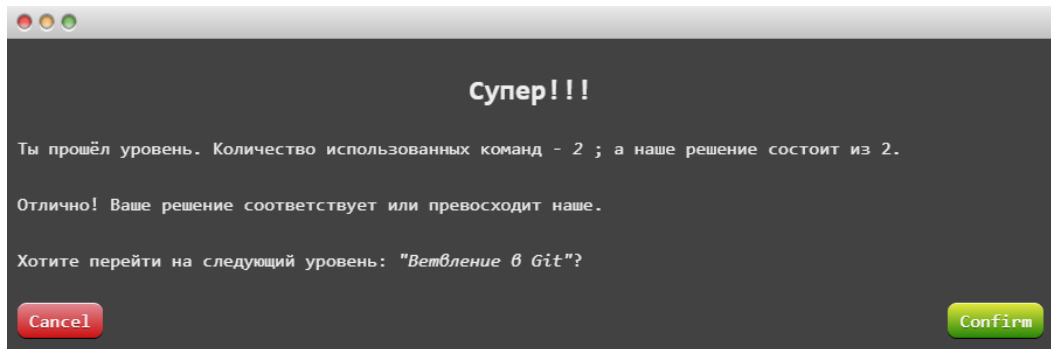 Супер!!!
Ты прошёл уровень. Количество использованных команд - 2 ; а наше решение состоит из 2.
Отлично! Ваше решение соответствует или превосходит наше.
Хотите перейти на следующий уровень: "Ветвление в Git"?
Cancel
Confirm